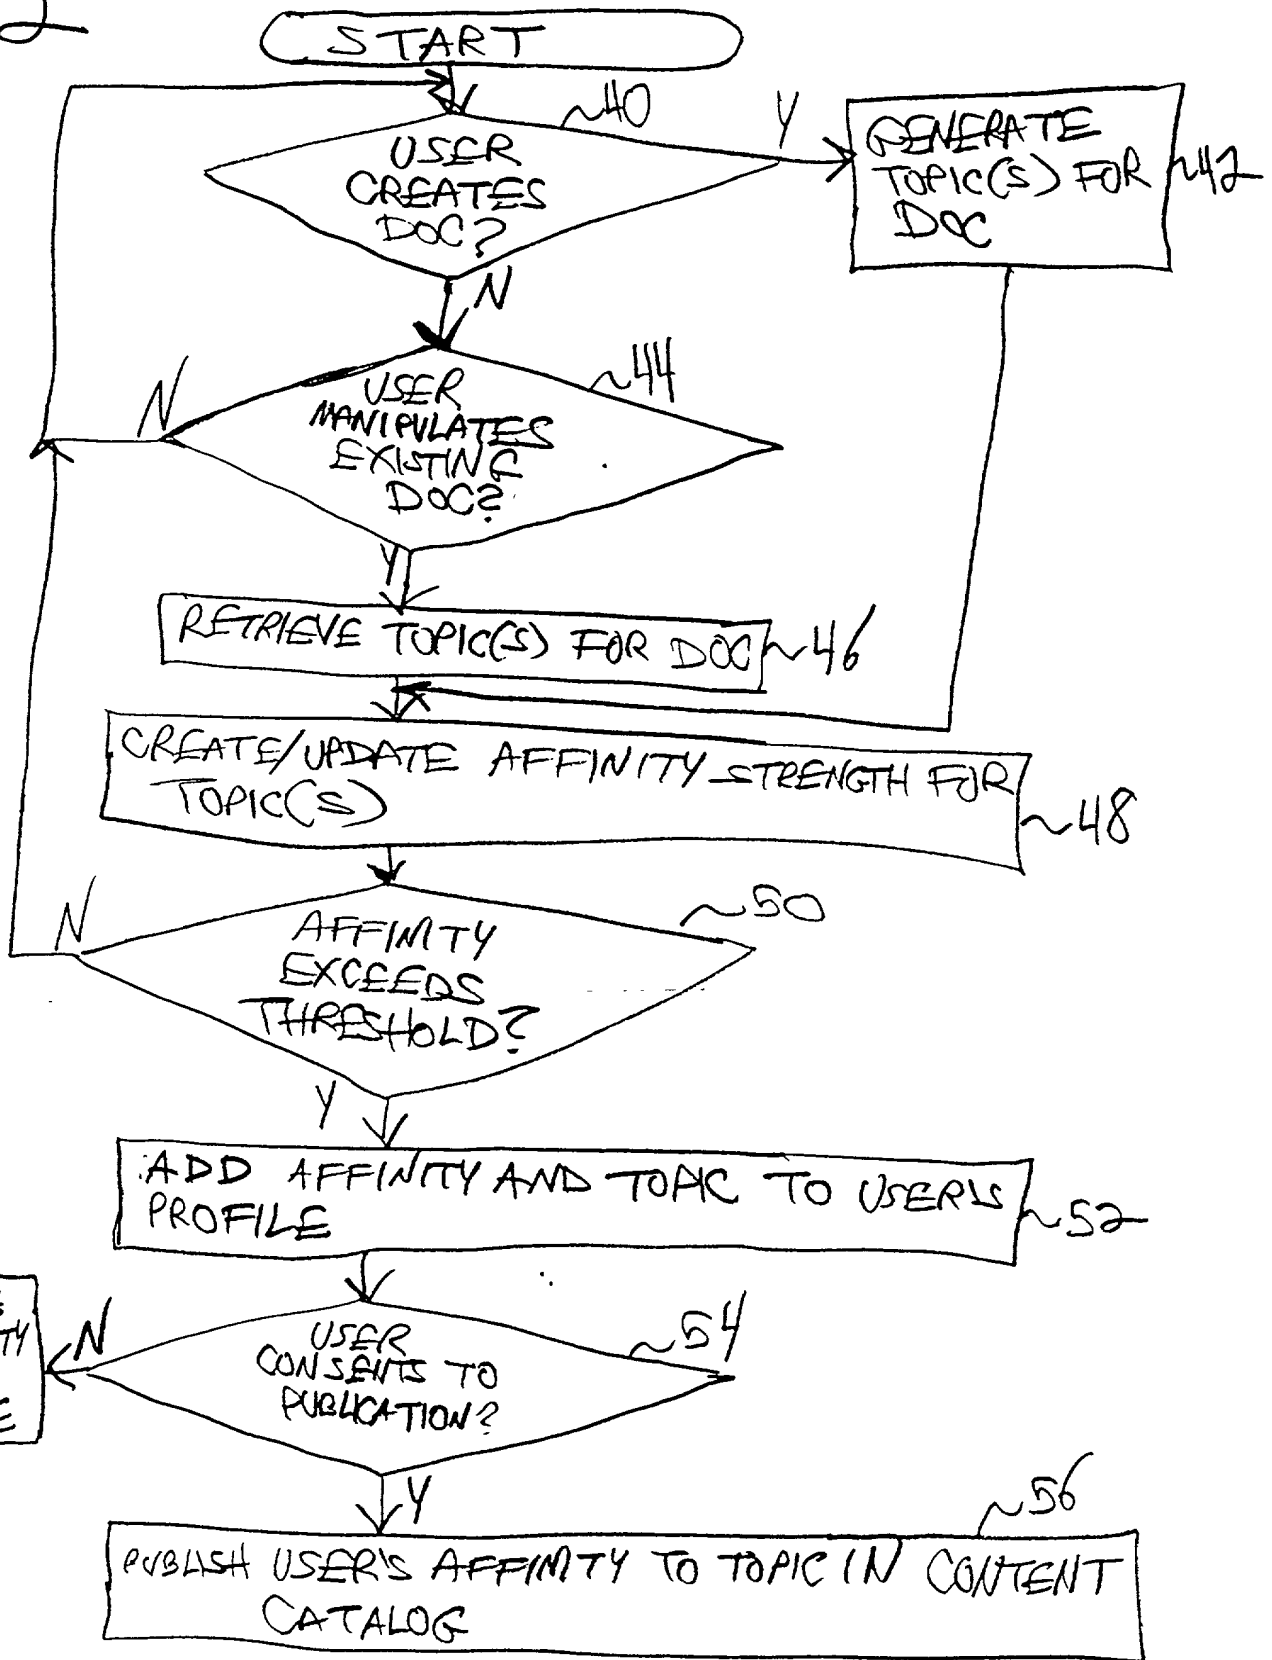 2
START
~40
Y
USER
CREATES
DOC?
GENERATE
TOPIC(S) FOR
DOC
~42
N
~44
N
USER
MANIPULATES
EXISTING
DOC?
Y
RETRIEVE TOPIC(S) FOR DOC
~46
CREATE/UPDATE AFFINITY STRENGTH FOR
TOPIC(S)
~48
~50
N
AFFINITY
EXCEEDS
THRESHOLD?
Y
ADD AFFINITY AND TOPIC TO USER'S
PROFILE
~52
N
~54
USER
CONSENTS TO
PUBLICATION?
Y
~56
PUBLISH USER'S AFFINITY TO TOPIC IN CONTENT
CATALOG